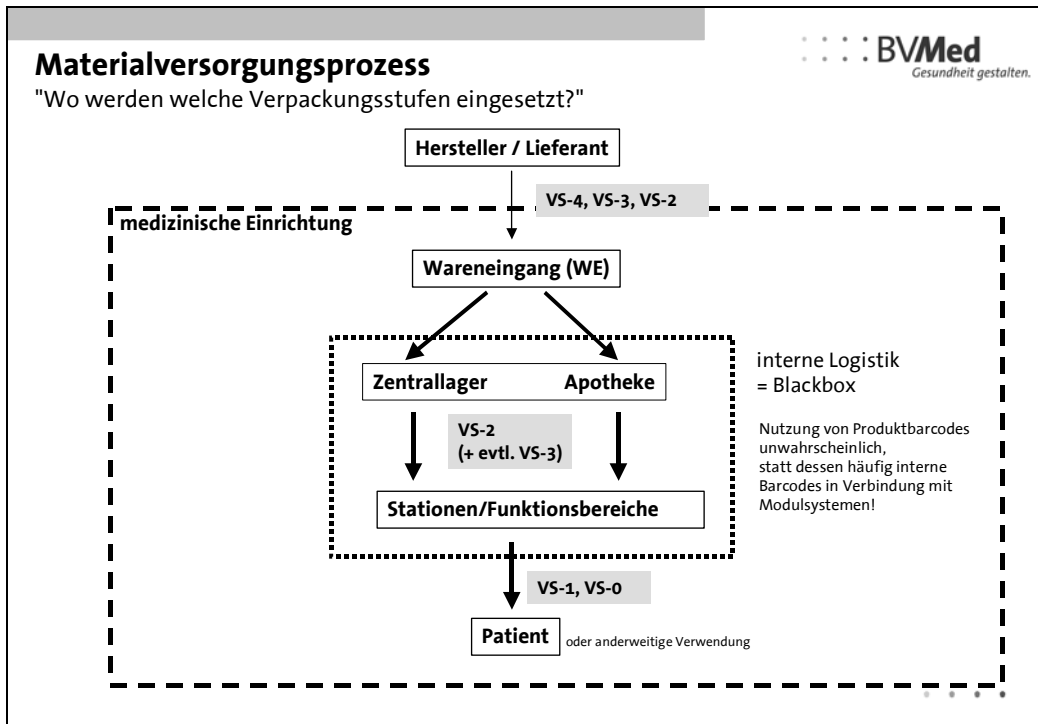 BVMed
Gesundheit gestalten.
Materialversorgungsprozess
"Wo werden welche Verpackungsstufen eingesetzt?"
Hersteller / Lieferant
VS-4, VS-3, VS-2
medizinische Einrichtung
Wareneingang (WE)
interne Logistik
= Blackbox
Zentrallager Apotheke
VS-2
(+ evtl. VS-3)
Nutzung von Produktbarcodes
unwahrscheinlich,
statt dessen häufig interne
Barcodes in Verbindung mit
Modulsystemen!
Stationen/Funktionsbereiche
VS-1, VS-0
Patient oder anderweitige Verwendung